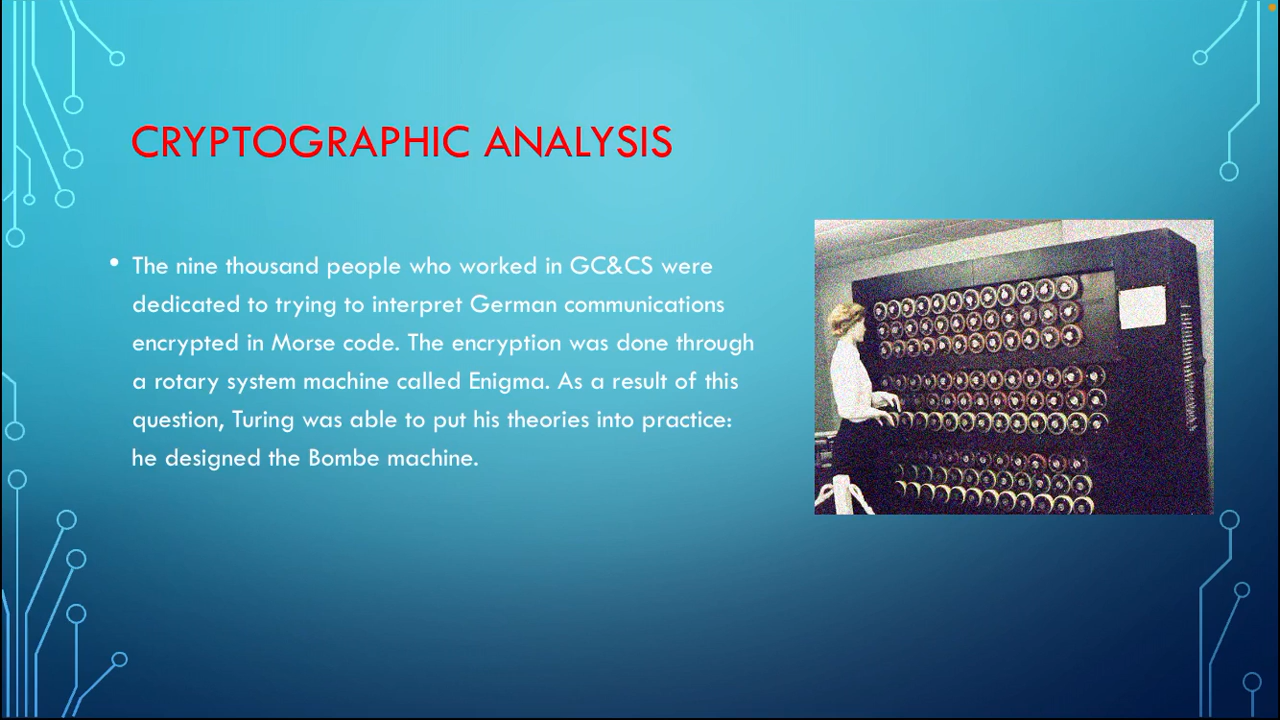 CRYPTOGRAPHIC ANALYSIS
• The nine thousand people who worked in GC&CS were
dedicated to trying to interpret German communications
encrypted in Morse code. The encryption was done through
a rotary system machine called Enigma. As a result of this
question, Turing was able to put his theories into practice:
he designed the Bombe machine.